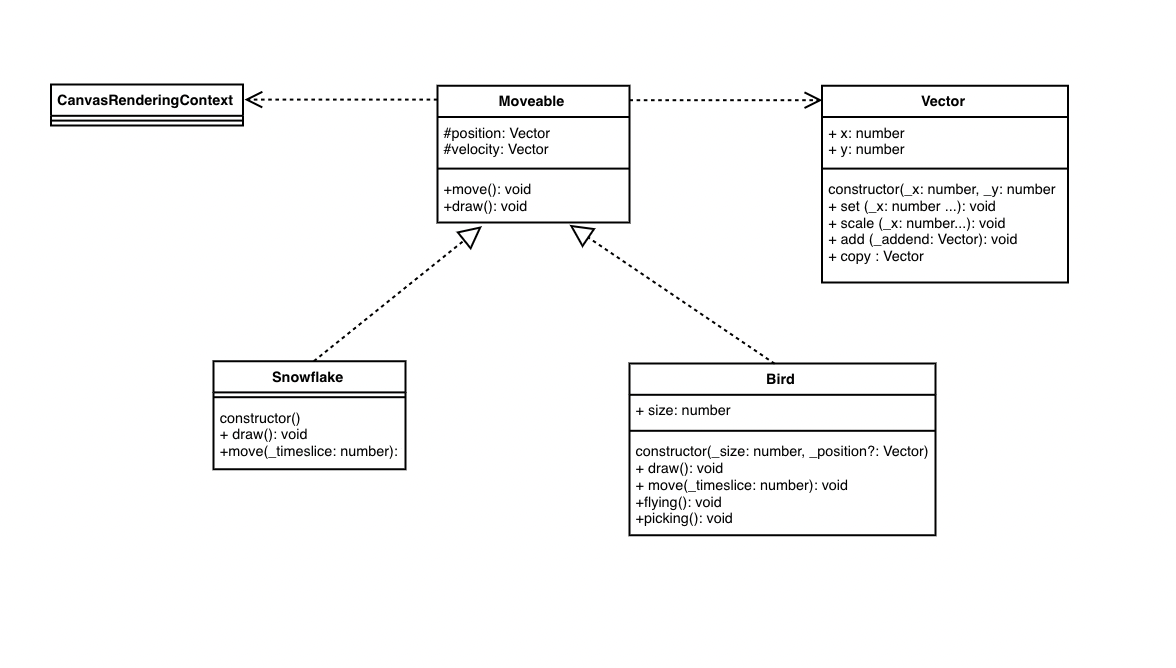 CanvasRenderingContext
Moveable
#position: Vector
#velocity: Vector
+move(): void
+draw(): void
Vector
+ x: number
+ y: number
constructor(_x: number, _y: number
+ set (_x: number ...): void
+ scale (_x: number...): void
+ add (_addend: Vector): void
+ copy : Vector
Snowflake
constructor()
+ draw(): void
+move(_timeslice: number):
Bird
+ size: number
constructor(_size: number, _position?: Vector)
+ draw(): void
+ move(_timeslice: number): void
+flying(): void
+picking(): void